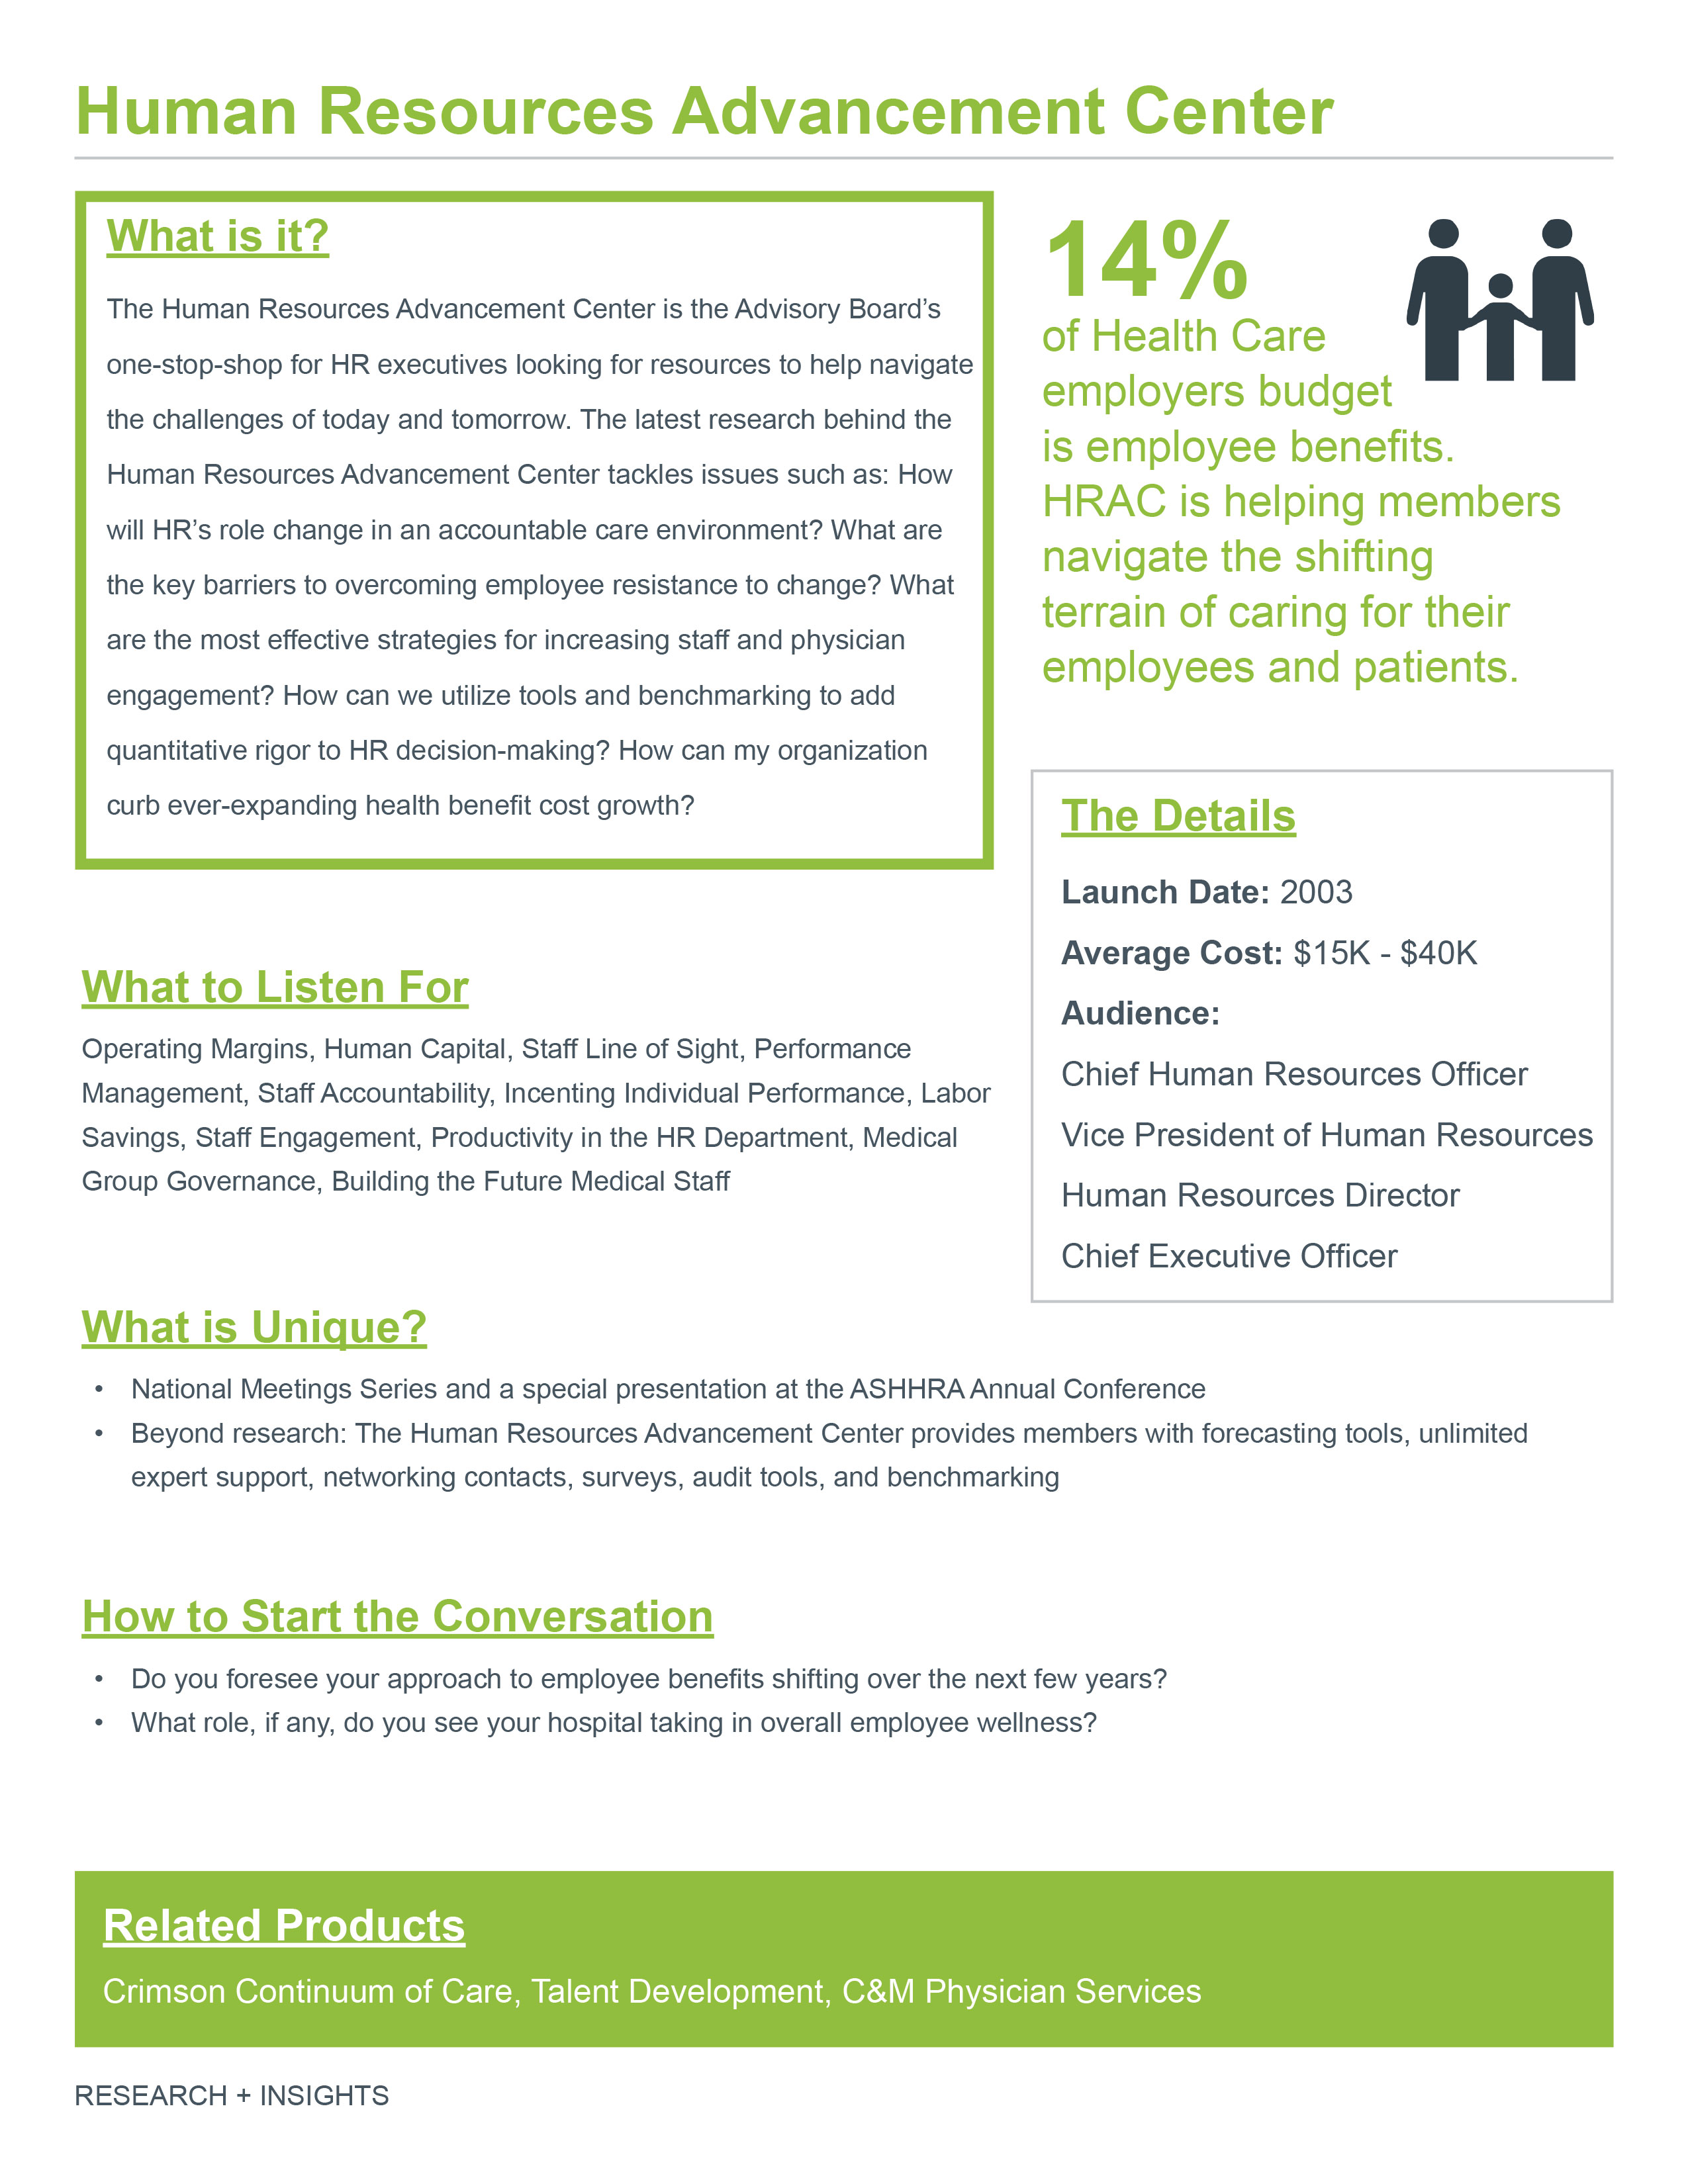 Human Resources Advancement Center
What is it?
The Human Resources Advancement Center is the Advisory Board’s
one-stop-shop for HR executives looking for resources to help navigate
the challenges of today and tomorrow. The latest research behind the
Human Resources Advancement Center tackles issues such as: How
will HR’s role change in an accountable care environment? What are
the key barriers to overcoming employee resistance to change? What
are the most effective strategies for increasing staff and physician
engagement? How can we utilize tools and benchmarking to add
quantitative rigor to HR decision-making? How can my organization
curb ever-expanding health benefit cost growth?
14%
of Health Care
employers budget
is employee benefits.
HRAC is helping members
navigate the shifting
terrain of caring for their
employees and patients.
The Details
Launch Date: 2003
Average Cost: $15K - $40K
Audience:
Chief Human Resources Officer
Vice President of Human Resources
Human Resources Director
Chief Executive Officer
What to Listen For
Operating Margins, Human Capital, Staff Line of Sight, Performance
Management, Staff Accountability, Incenting Individual Performance, Labor
Savings, Staff Engagement, Productivity in the HR Department, Medical
Group Governance, Building the Future Medical Staff
What is Unique?
• National Meetings Series and a special presentation at the ASHHRA Annual Conference
• Beyond research: The Human Resources Advancement Center provides members with forecasting tools, unlimited
expert support, networking contacts, surveys, audit tools, and benchmarking
How to Start the Conversation
• Do you foresee your approach to employee benefits shifting over the next few years?
• What role, if any, do you see your hospital taking in overall employee wellness?
Related Products
Crimson Continuum of Care, Talent Development, C&M Physician Services
RESEARCH + INSIGHTS